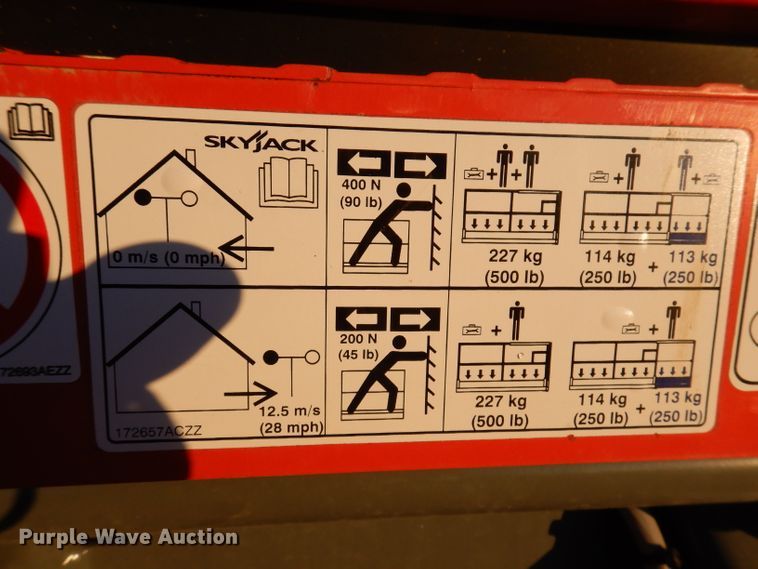 SKYJACK
0 m/s (0 mph)
400 N
(90 lb)
+ +
227 kg
(500 lb)
+ +
114 kg + 113 kg
(250 lb) (250 lb)
12.5 m/s
(28 mph)
172657ACZZ
200 N
(45 lb)
+
227 kg
(500 lb)
+
114 kg + 113 kg
(250 lb) (250 lb)
72693AEZZ
Purple Wave Auction